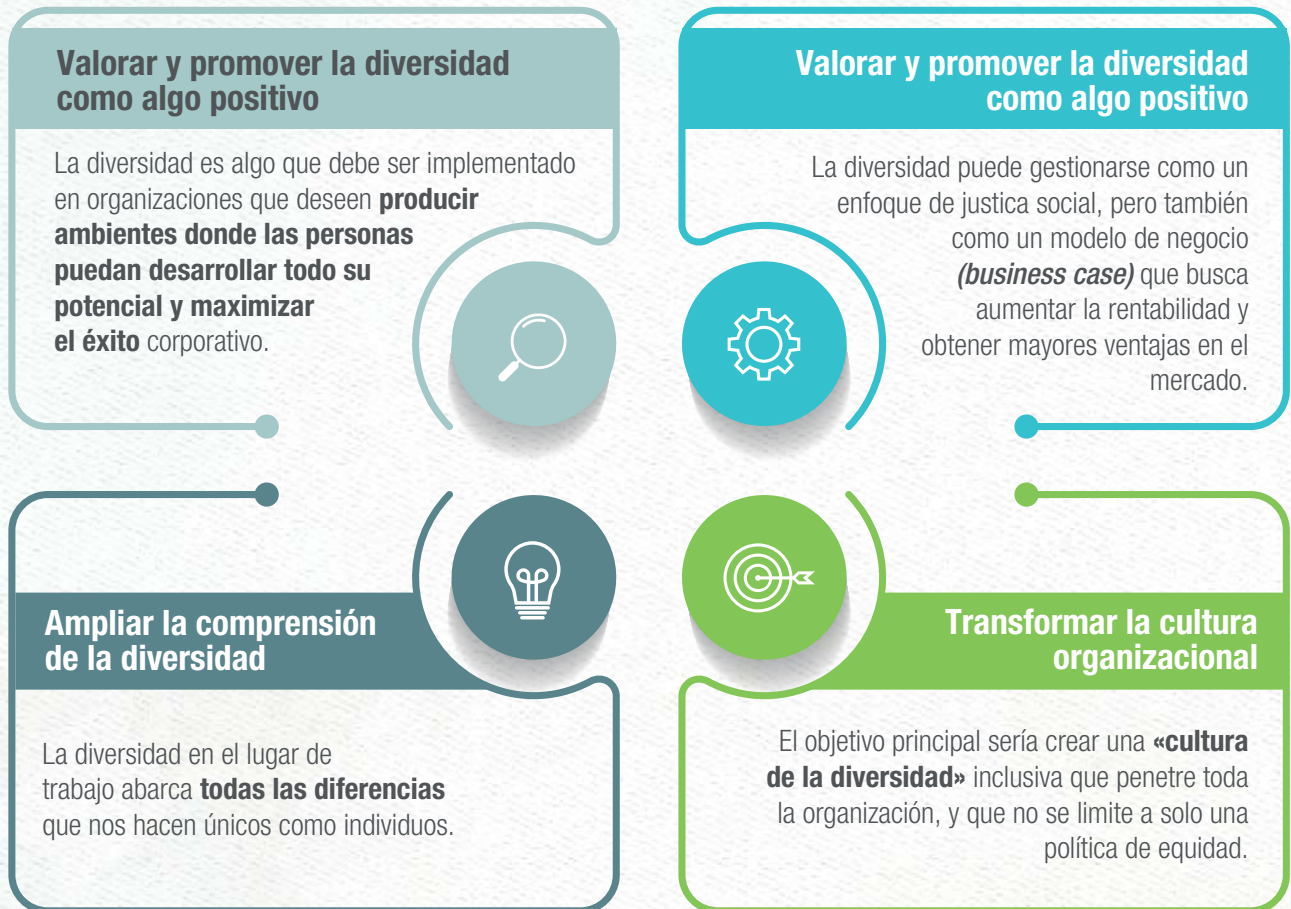 Valorar y promover la diversidad
como algo positivo
La diversidad es algo que debe ser implementado
en organizaciones que deseen producir
ambientes donde las personas
puedan desarrollar todo su
potencial y maximizar
el éxito corporativo.
Valorar y promover la diversidad
como algo positivo
La diversidad puede gestionarse como un
enfoque de justica social, pero también
como un modelo de negocio
(business case) que busca
aumentar la rentabilidad y
obtener mayores ventajas en el
mercado.
Ampliar la comprensión
de la diversidad
La diversidad en el lugar de
trabajo abarca todas las diferencias
que nos hacen únicos como individuos.
Transformar la cultura
organizacional
El objetivo principal sería crear una «cultura
de la diversidad» inclusiva que penetre toda
la organización, y que no se limite a solo una
política de equidad.